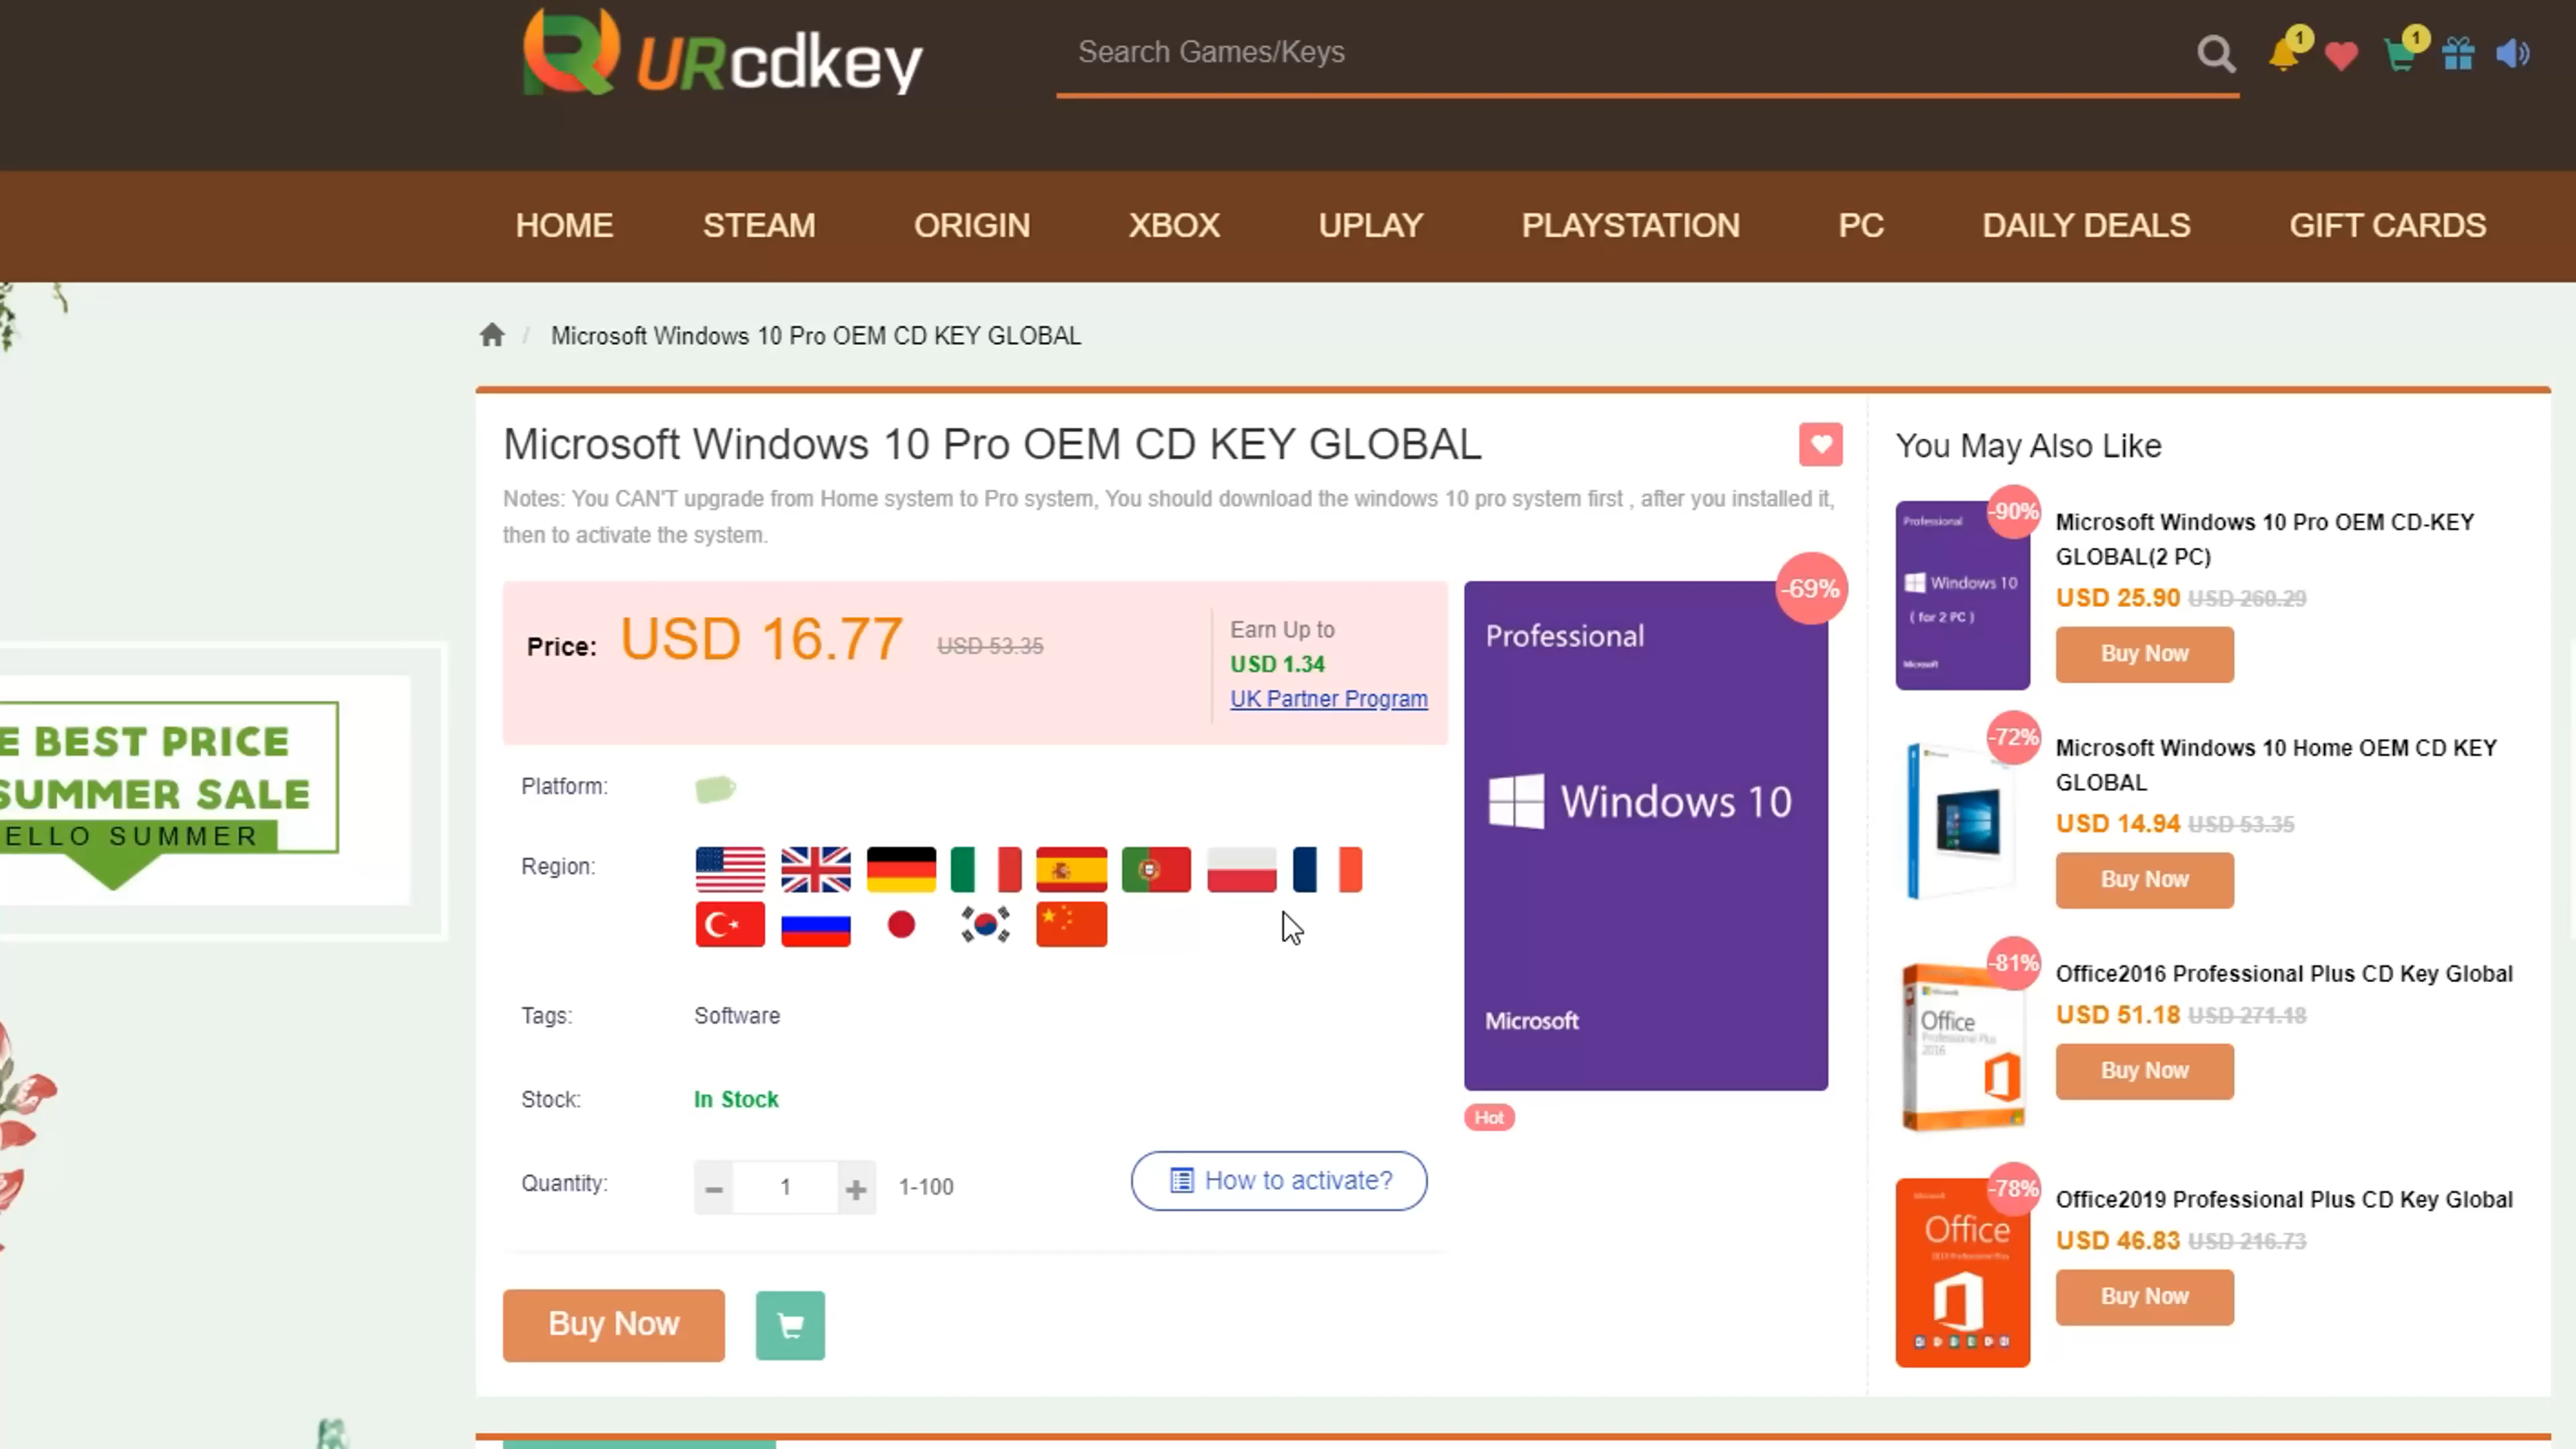 URcdkey
Search Games/Keys
1
1
HOME
STEAM
ORIGIN
XBOX
UPLAY
PLAYSTATION
PC
DAILY DEALS
GIFT CARDS
/ Microsoft Windows 10 Pro OEM CD KEY GLOBAL
Microsoft Windows 10 Pro OEM CD KEY GLOBAL
Notes: You CAN'T upgrade from Home system to Pro system, You should download the windows 10 pro system first , after you installed it,
then to activate the system.
Price: USD 16.77 USD 53.35
Earn Up to
USD 1.34
UK Partner Program
Platform:
Region:
Tags: Software
Stock: In Stock
Quantity: − 1 + 1-100
How to activate?
Buy Now
-69%
Professional
Windows 10
Microsoft
Hot
You May Also Like
-90%
Professional
Windows 10
( for 2 PC )
Microsoft
Microsoft Windows 10 Pro OEM CD-KEY
GLOBAL(2 PC)
USD 25.90 USD 260.29
Buy Now
-72%
Microsoft Windows 10 Home OEM CD KEY
GLOBAL
USD 14.94 USD 53.35
Buy Now
-81%
Office
Professional Plus
2016
Office2016 Professional Plus CD Key Global
USD 51.18 USD 271.18
Buy Now
-78%
Office
Office2019 Professional Plus CD Key Global
USD 46.83 USD 216.73
Buy Now
E BEST PRICE
SUMMER SALE
ELLO SUMMER